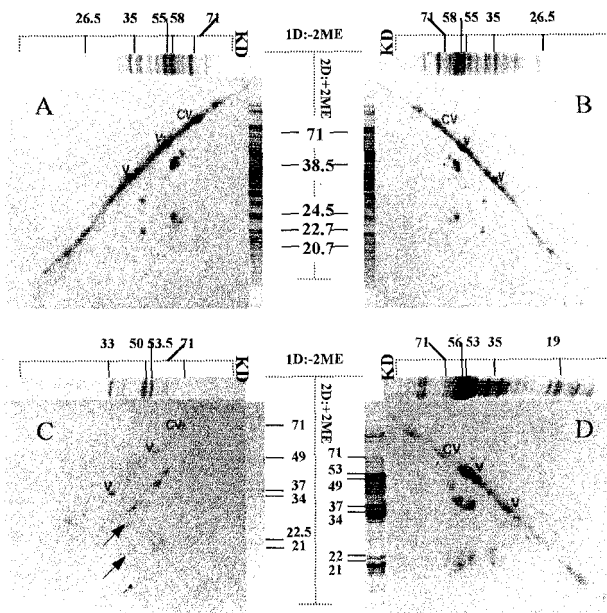 26.5 35 55 58 71
KD
1D:-2ME
KD
71 58 55 35 26.5
2D:+2ME
A
B
CV
V
V
CV
V
V
71
38.5
24.5
22.7
20.7
33 50 53.5 71
KD
1D:-2ME
KD
71 56 53 35 19
2D:+2ME
C
D
CV
V
V
CV
V
V
71
49
37
34
22.5
21
71
53
49
37
34
22
21